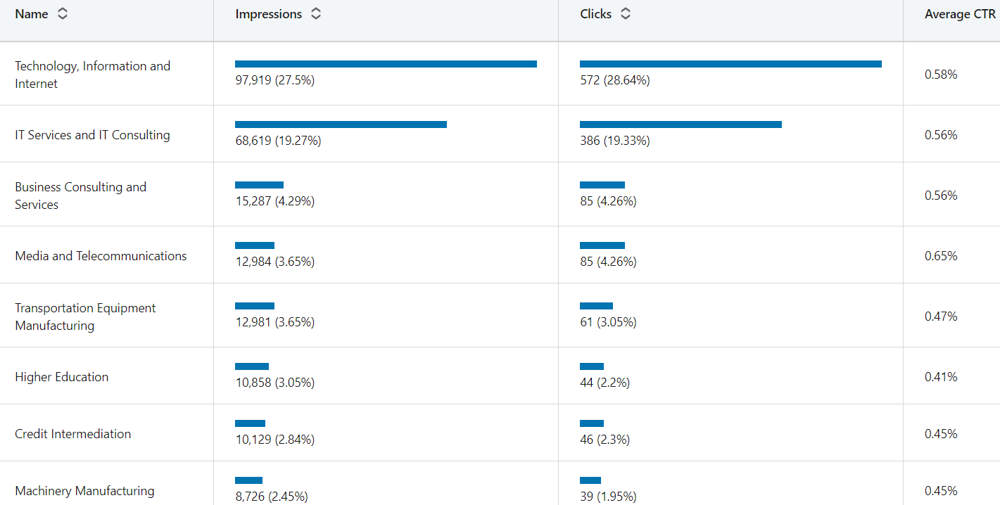 Name Impressions Clicks Average CTR
Technology, Information and
Internet
97,919 (27.5%) 572 (28.64%) 0.58%
IT Services and IT Consulting
68,619 (19.27%) 386 (19.33%) 0.56%
Business Consulting and
Services
15,287 (4.29%) 85 (4.26%) 0.56%
Media and Telecommunications
12,984 (3.65%) 85 (4.26%) 0.65%
Transportation Equipment
Manufacturing
12,981 (3.65%) 61 (3.05%) 0.47%
Higher Education
10,858 (3.05%) 44 (2.2%) 0.41%
Credit Intermediation
10,129 (2.84%) 46 (2.3%) 0.45%
Machinery Manufacturing
8,726 (2.45%) 39 (1.95%) 0.45%